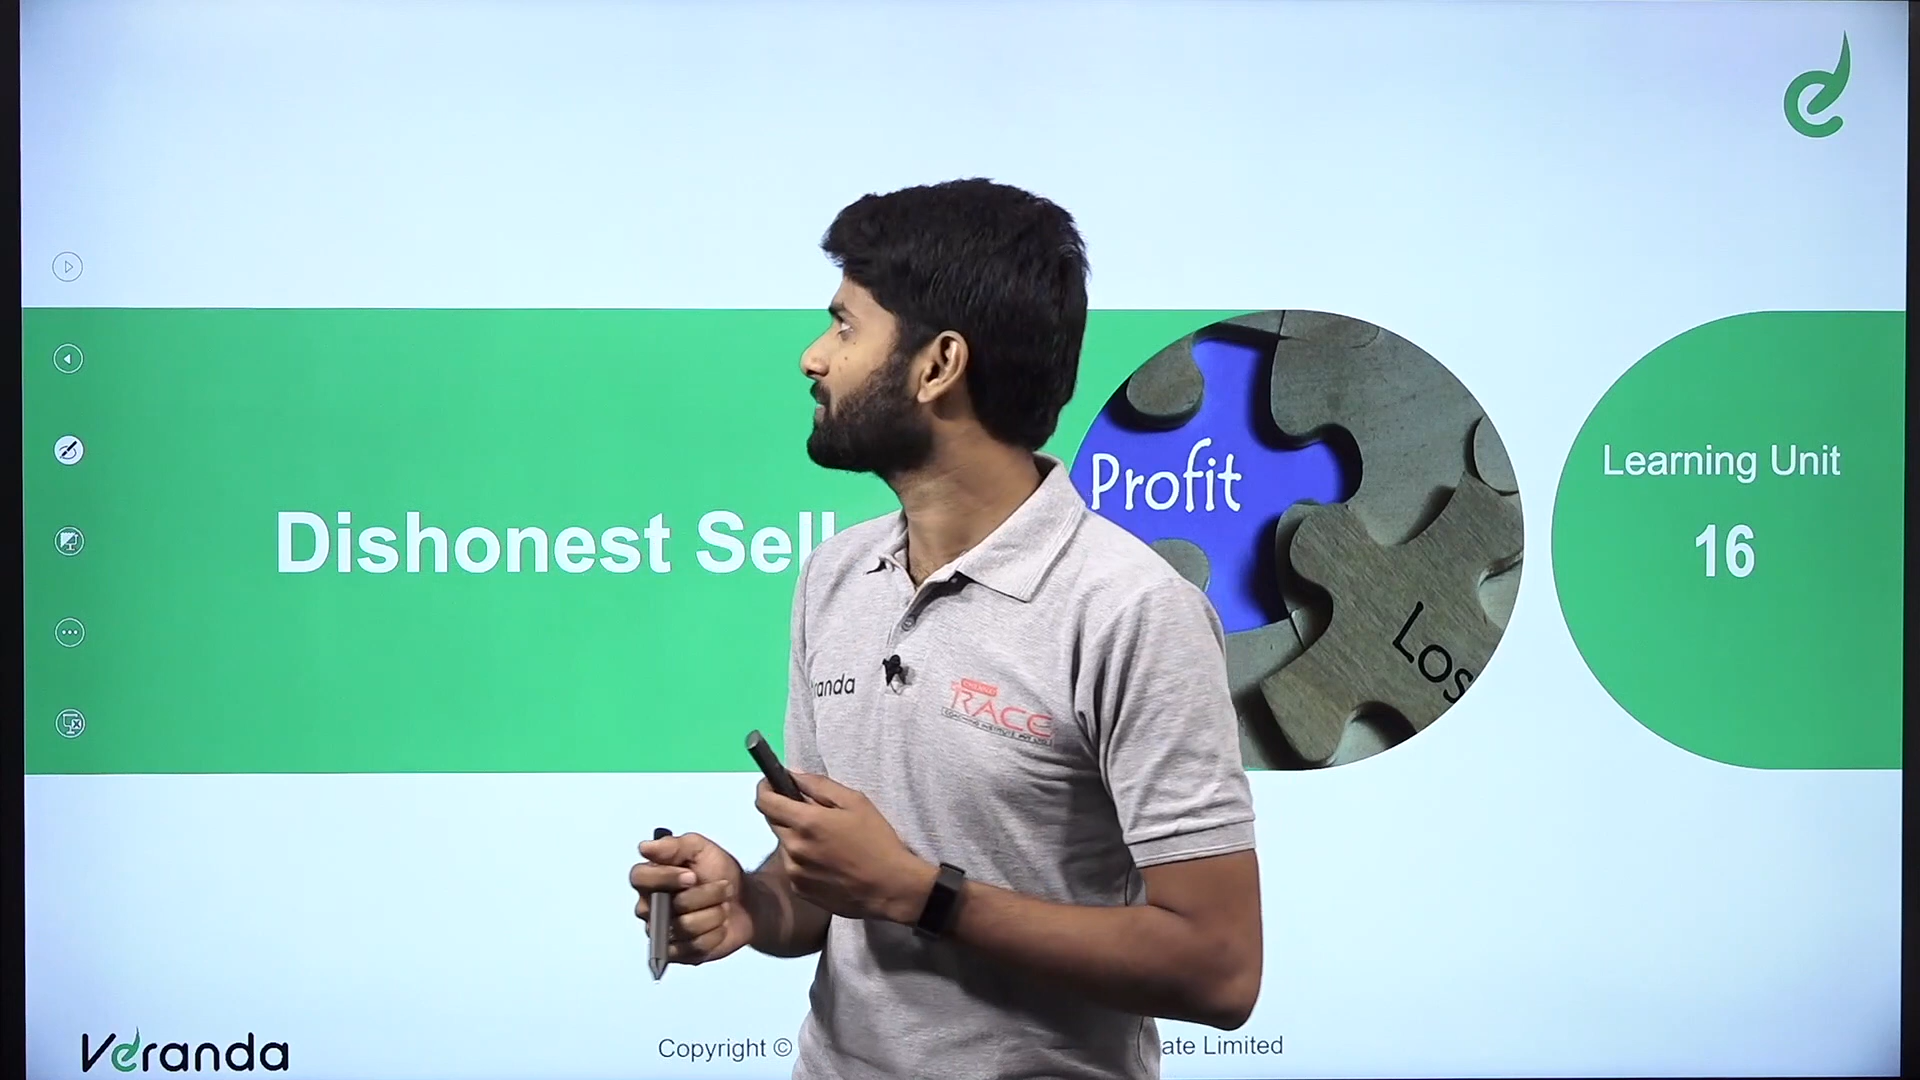 Learning Unit
16
Dishonest Sell
Profit
Los
randa
RACE
Veranda
Copyright ©
ate Limited